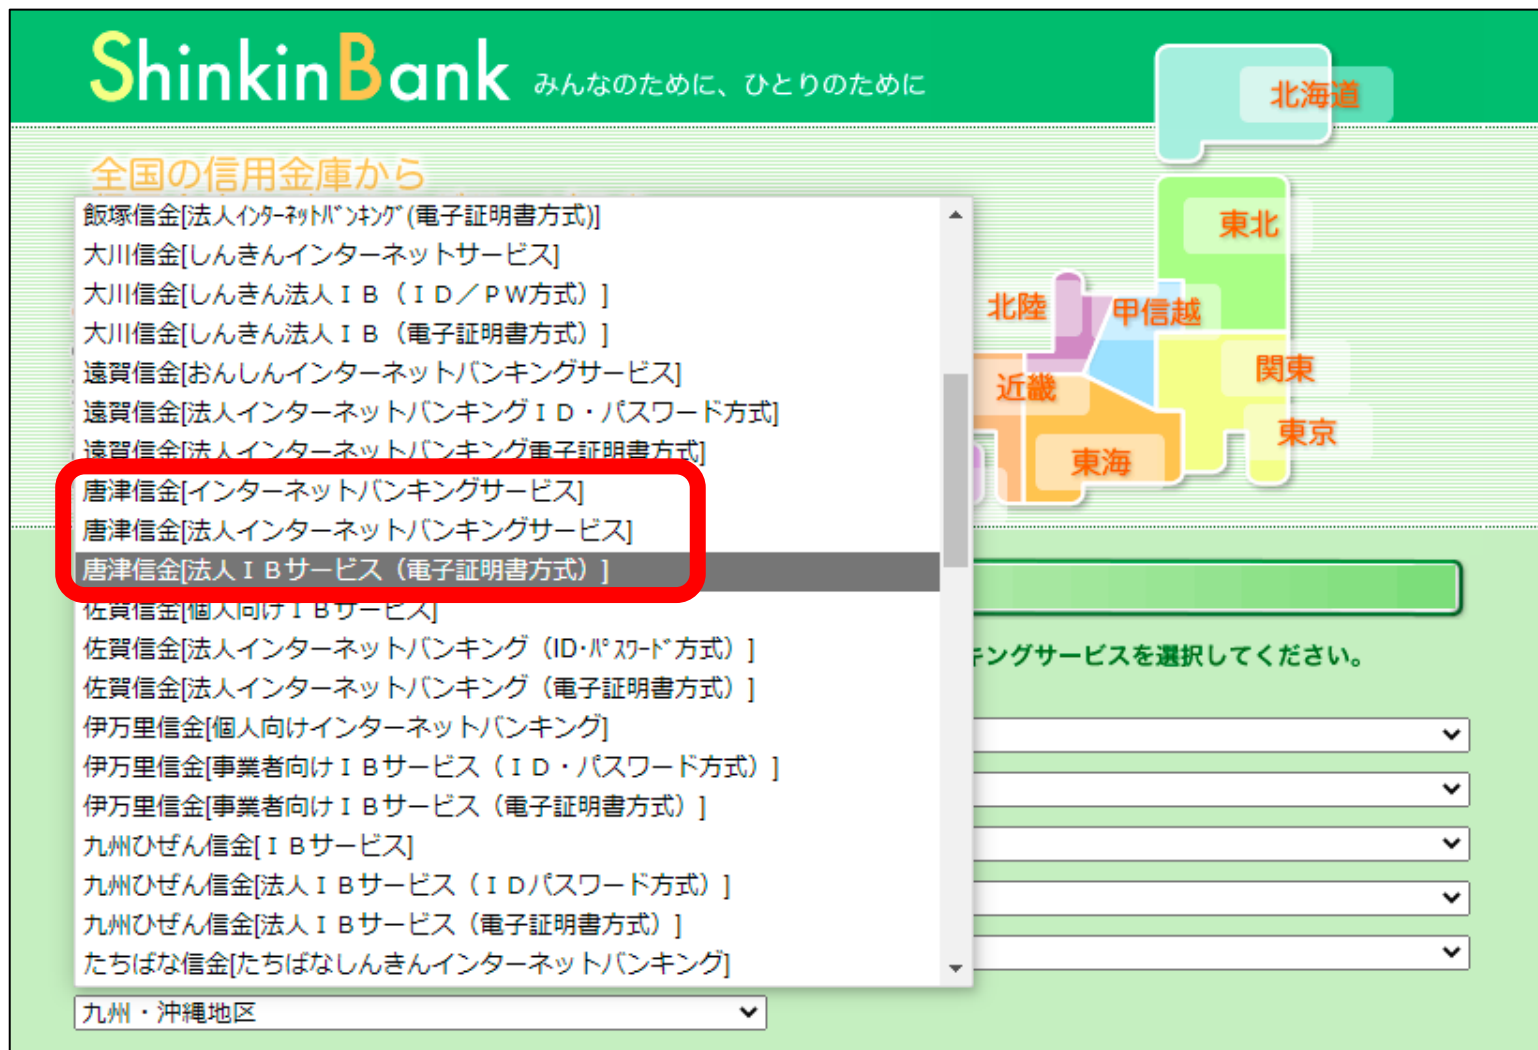 ShinkinBank みんなのために、ひとりのために
北海道
全国の信用金庫から
東北
北陸
甲信越
関東
近畿
東京
東海
飯塚信金[法人ｲﾝﾀｰﾈｯﾄﾊﾞﾝｷﾝｸﾞ(電子証明書方式)]
大川信金[しんきんインターネットサービス]
大川信金[しんきん法人ＩＢ（ＩＤ／ＰＷ方式）]
大川信金[しんきん法人ＩＢ（電子証明書方式）]
遠賀信金[おんしんインターネットバンキングサービス]
遠賀信金[法人インターネットバンキングＩＤ・パスワード方式]
遠賀信金[法人インターネットバンキング電子証明書方式]
唐津信金[インターネットバンキングサービス]
唐津信金[法人インターネットバンキングサービス]
唐津信金[法人ＩＢサービス（電子証明書方式）]
佐賀信金[個人向けＩＢサービス]
佐賀信金[法人インターネットバンキング（ID･ﾊﾟｽﾜｰﾄﾞ方式）]
佐賀信金[法人インターネットバンキング（電子証明書方式）]
伊万里信金[個人向けインターネットバンキング]
伊万里信金[事業者向けＩＢサービス（ＩＤ・パスワード方式）]
伊万里信金[事業者向けＩＢサービス（電子証明書方式）]
九州ひぜん信金[ＩＢサービス]
九州ひぜん信金[法人ＩＢサービス（ＩＤパスワード方式）]
九州ひぜん信金[法人ＩＢサービス（電子証明書方式）]
たちばな信金[たちばなしんきんインターネットバンキング]
キングサービスを選択してください。
九州・沖縄地区